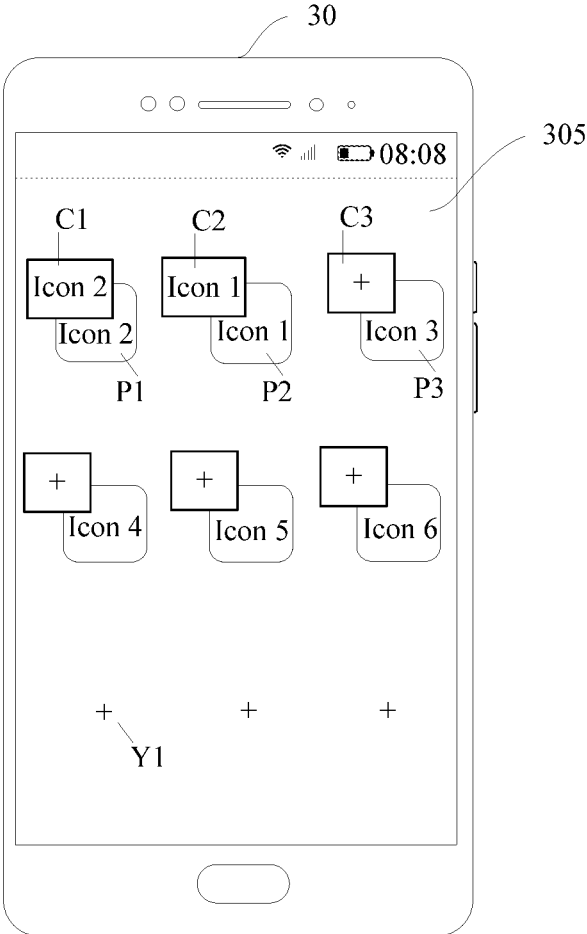 30
305
08:08
C1 C2 C3
Icon 2 Icon 1 +
Icon 2 Icon 1 Icon 3
P1 P2 P3
+ + +
Icon 4 Icon 5 Icon 6
+ + +
Y1